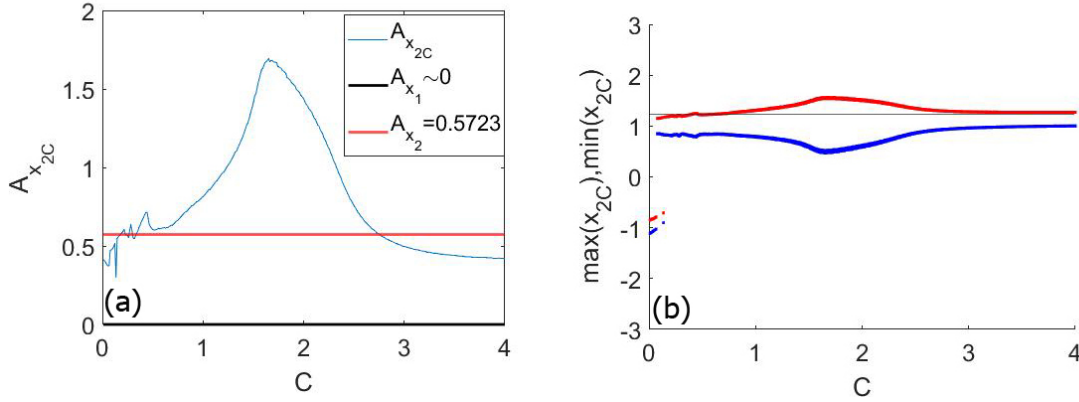 2
1.5
1
0.5
0
0 1 2 3 4
A_{x_{2C}}
C
(a)
A_{x_{2C}}
A_{x_1}~0
A_{x_2}=0.5723
3
2
1
0
-1
-2
-3
0 1 2 3 4
max(x_{2C}),min(x_{2C})
C
(b)